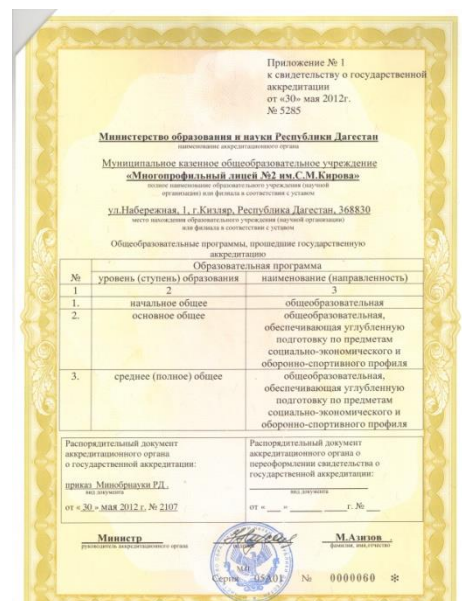 Приложение № 1
к свидетельству о государственной
аккредитации
от «30» мая 2012г.
№ 5285
Министерство образования и науки Республики Дагестан
наименование аккредитационного органа
Муниципальное казенное общеобразовательное учреждение
«Многопрофильный лицей №2 им.С.М.Кирова»
полное наименование образовательного учреждения (научной
организации) или филиала в соответствии с уставом
ул.Набережная, 1, г.Кизляр, Республика Дагестан, 368830
место нахождения образовательного учреждения (научной организации)
или филиала в соответствии с уставом
Общеобразовательные программы, прошедшие государственную
аккредитацию
Образовательная программа
№ уровень (ступень) образования наименование (направленность)
1 2 3
1. начальное общее общеобразовательная
2. основное общее общеобразовательная,
обеспечивающая углубленную
подготовку по предметам
социально-экономического и
оборонно-спортивного профиля
3. среднее (полное) общее общеобразовательная,
обеспечивающая углубленную
подготовку по предметам
социально-экономического и
оборонно-спортивного профиля
Распорядительный документ
аккредитационного органа
о государственной аккредитации:
приказ Минобрнауки РД .
вид документа
от « 30 » мая 2012 г. № 2107
Распорядительный документ
аккредитационного органа о
переоформлении свидетельства о
государственной аккредитации:
вид документа
от « » г. №
Министр М.Азизов .
руководитель аккредитационного органа подпись фамилия, имя, отчество
М.П.
Серия 05А01 № 0000060 *